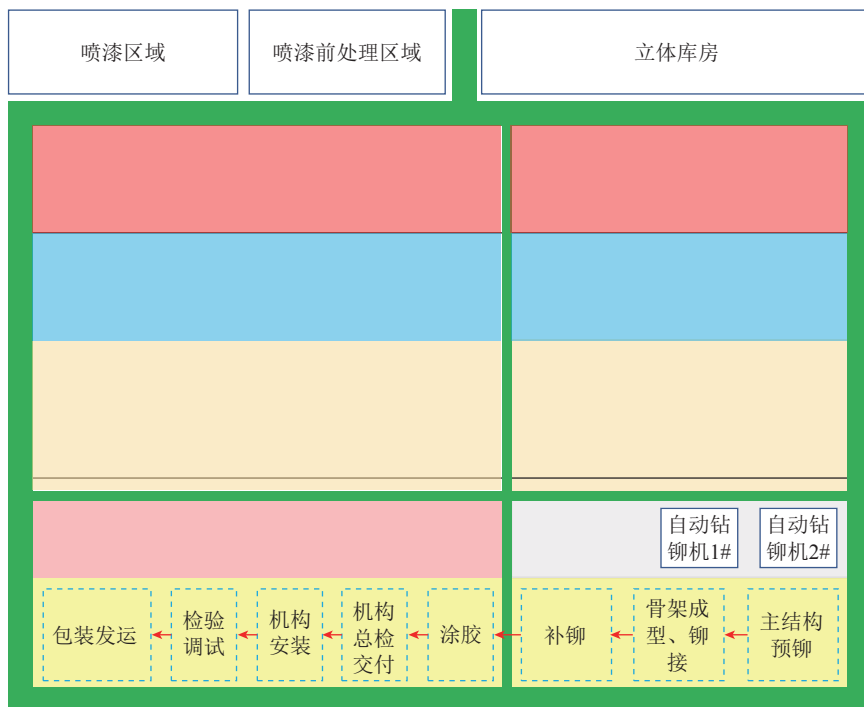 喷漆区域
喷漆前处理区域
立体库房
自动钻
铆机1#
自动钻
铆机2#
包装发运
检验
调试
机构
安装
机构
总检
交付
涂胶
补铆
骨架成
型、铆
接
主结构
预铆